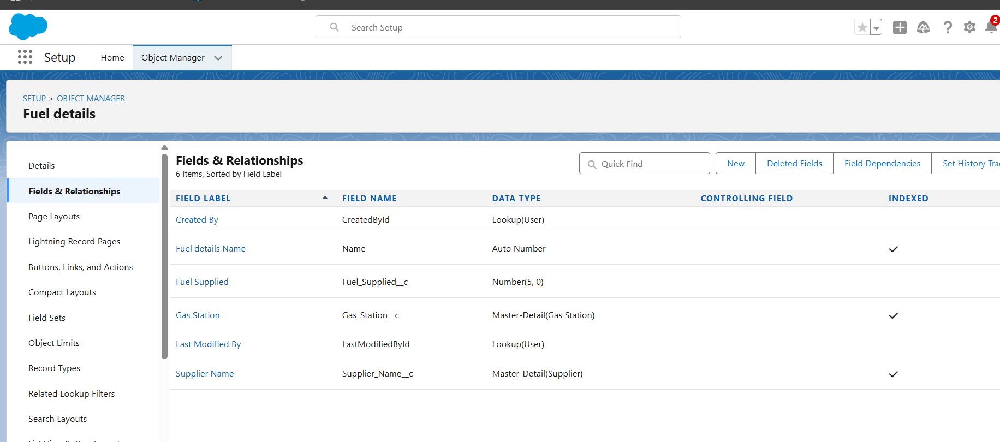 Search Setup
2
Setup
Home
Object Manager
SETUP > OBJECT MANAGER
Fuel details
Details
Fields & Relationships
Page Layouts
Lightning Record Pages
Buttons, Links, and Actions
Compact Layouts
Field Sets
Object Limits
Record Types
Related Lookup Filters
Search Layouts
Fields & Relationships
6 Items, Sorted by Field Label
Quick Find
New
Deleted Fields
Field Dependencies
Set History Tra
FIELD LABEL FIELD NAME DATA TYPE CONTROLLING FIELD INDEXED
Created By CreatedById Lookup(User)
Fuel details Name Name Auto Number
Fuel Supplied Fuel_Supplied__c Number(5, 0)
Gas Station Gas_Station__c Master-Detail(Gas Station)
Last Modified By LastModifiedById Lookup(User)
Supplier Name Supplier_Name__c Master-Detail(Supplier)